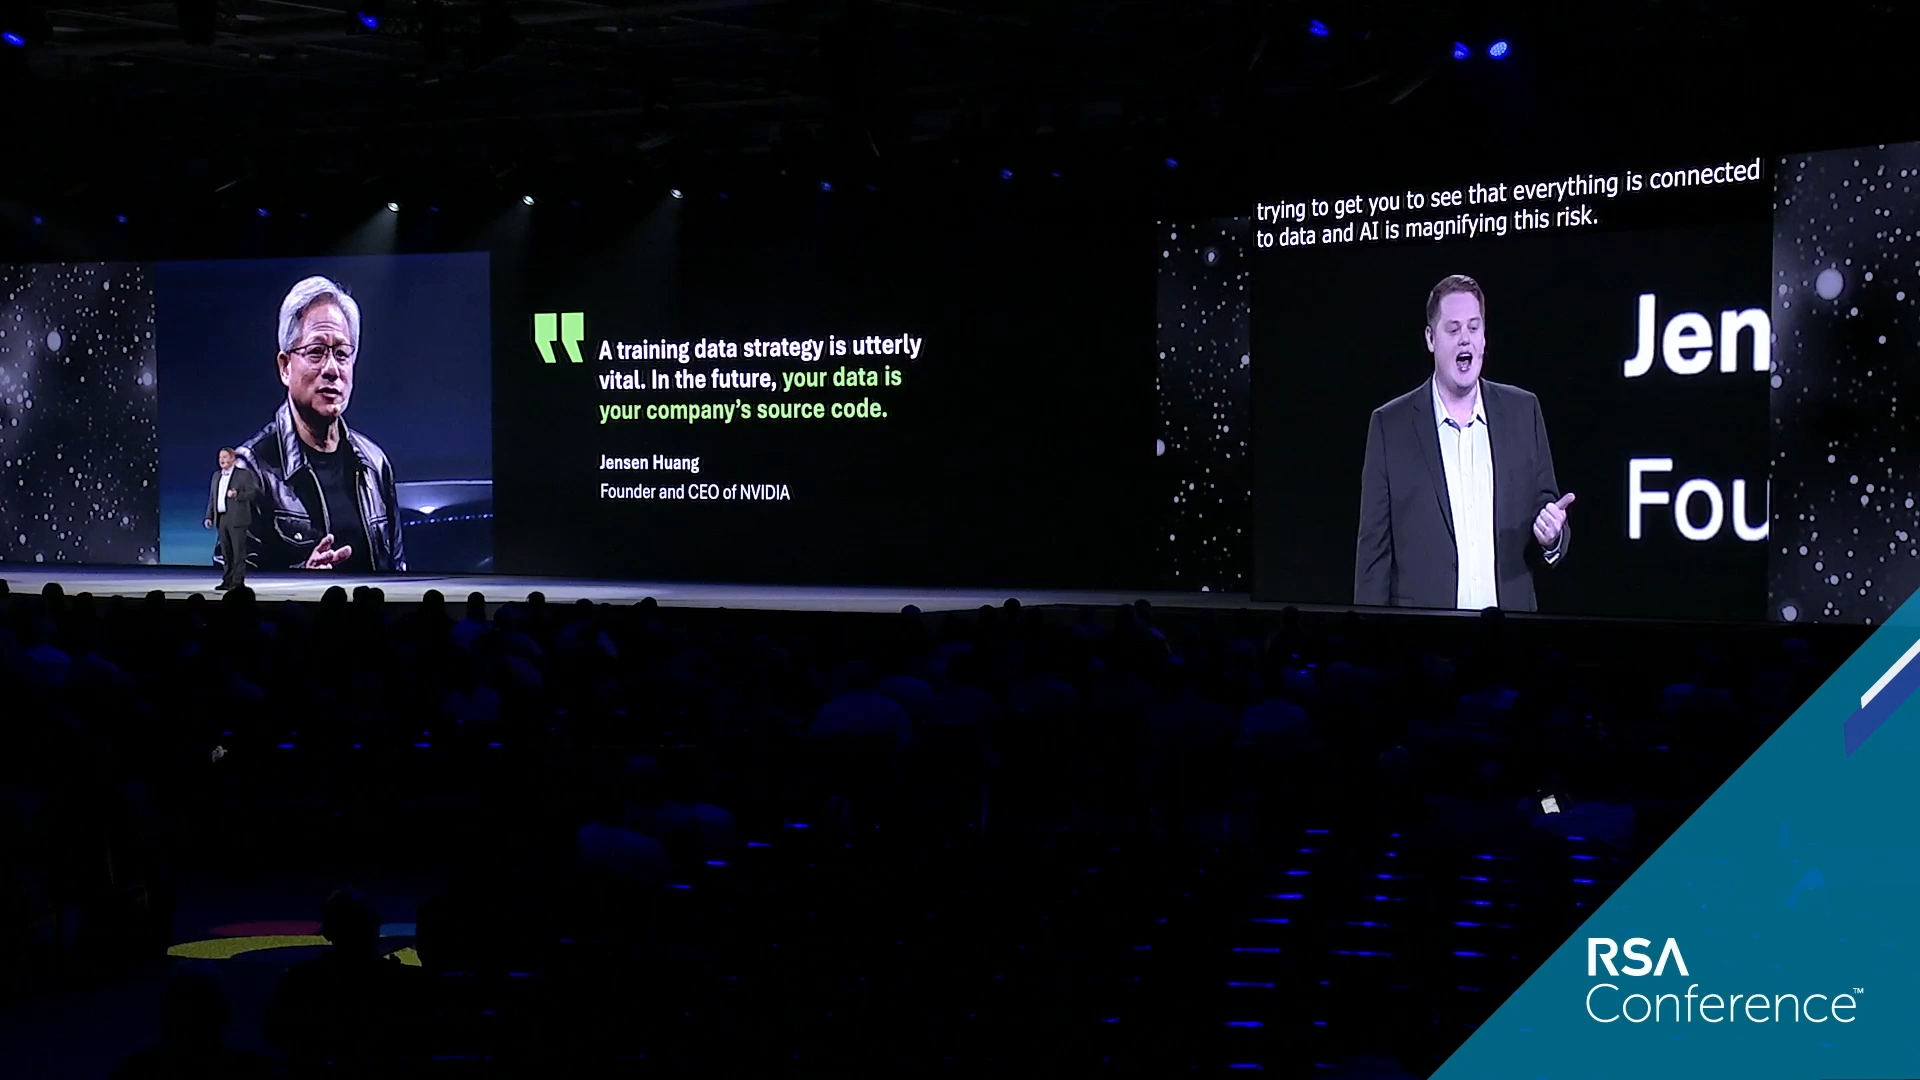 trying to get you to see that everything is connected
to data and AI is magnifying this risk.
A training data strategy is utterly
vital. In the future, your data is
your company's source code.
Jensen Huang
Founder and CEO of NVIDIA
Jen
Fou
RSA
Conference™